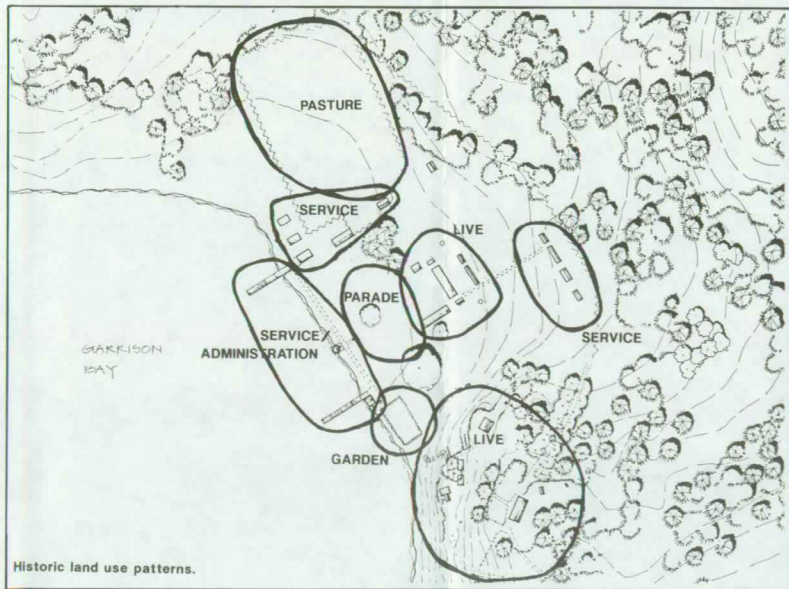 PASTURE
SERVICE
LIVE
PARADE
SERVICE/
ADMINISTRATION
SERVICE
GARRISON
BAY
LIVE
GARDEN
Historic land use patterns.